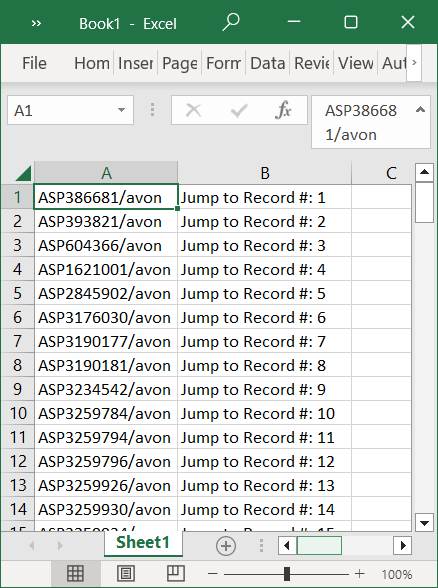 Book1 - Excel
File Hom Inser Page Form Data Revie View Aut
A1 fx ASP38668
1/avon
A B C
1 ASP386681/avon Jump to Record #: 1
2 ASP393821/avon Jump to Record #: 2
3 ASP604366/avon Jump to Record #: 3
4 ASP1621001/avon Jump to Record #: 4
5 ASP2845902/avon Jump to Record #: 5
6 ASP3176030/avon Jump to Record #: 6
7 ASP3190177/avon Jump to Record #: 7
8 ASP3190181/avon Jump to Record #: 8
9 ASP3234542/avon Jump to Record #: 9
10 ASP3259784/avon Jump to Record #: 10
11 ASP3259794/avon Jump to Record #: 11
12 ASP3259796/avon Jump to Record #: 12
13 ASP3259926/avon Jump to Record #: 13
14 ASP3259930/avon Jump to Record #: 14
Sheet1
100%